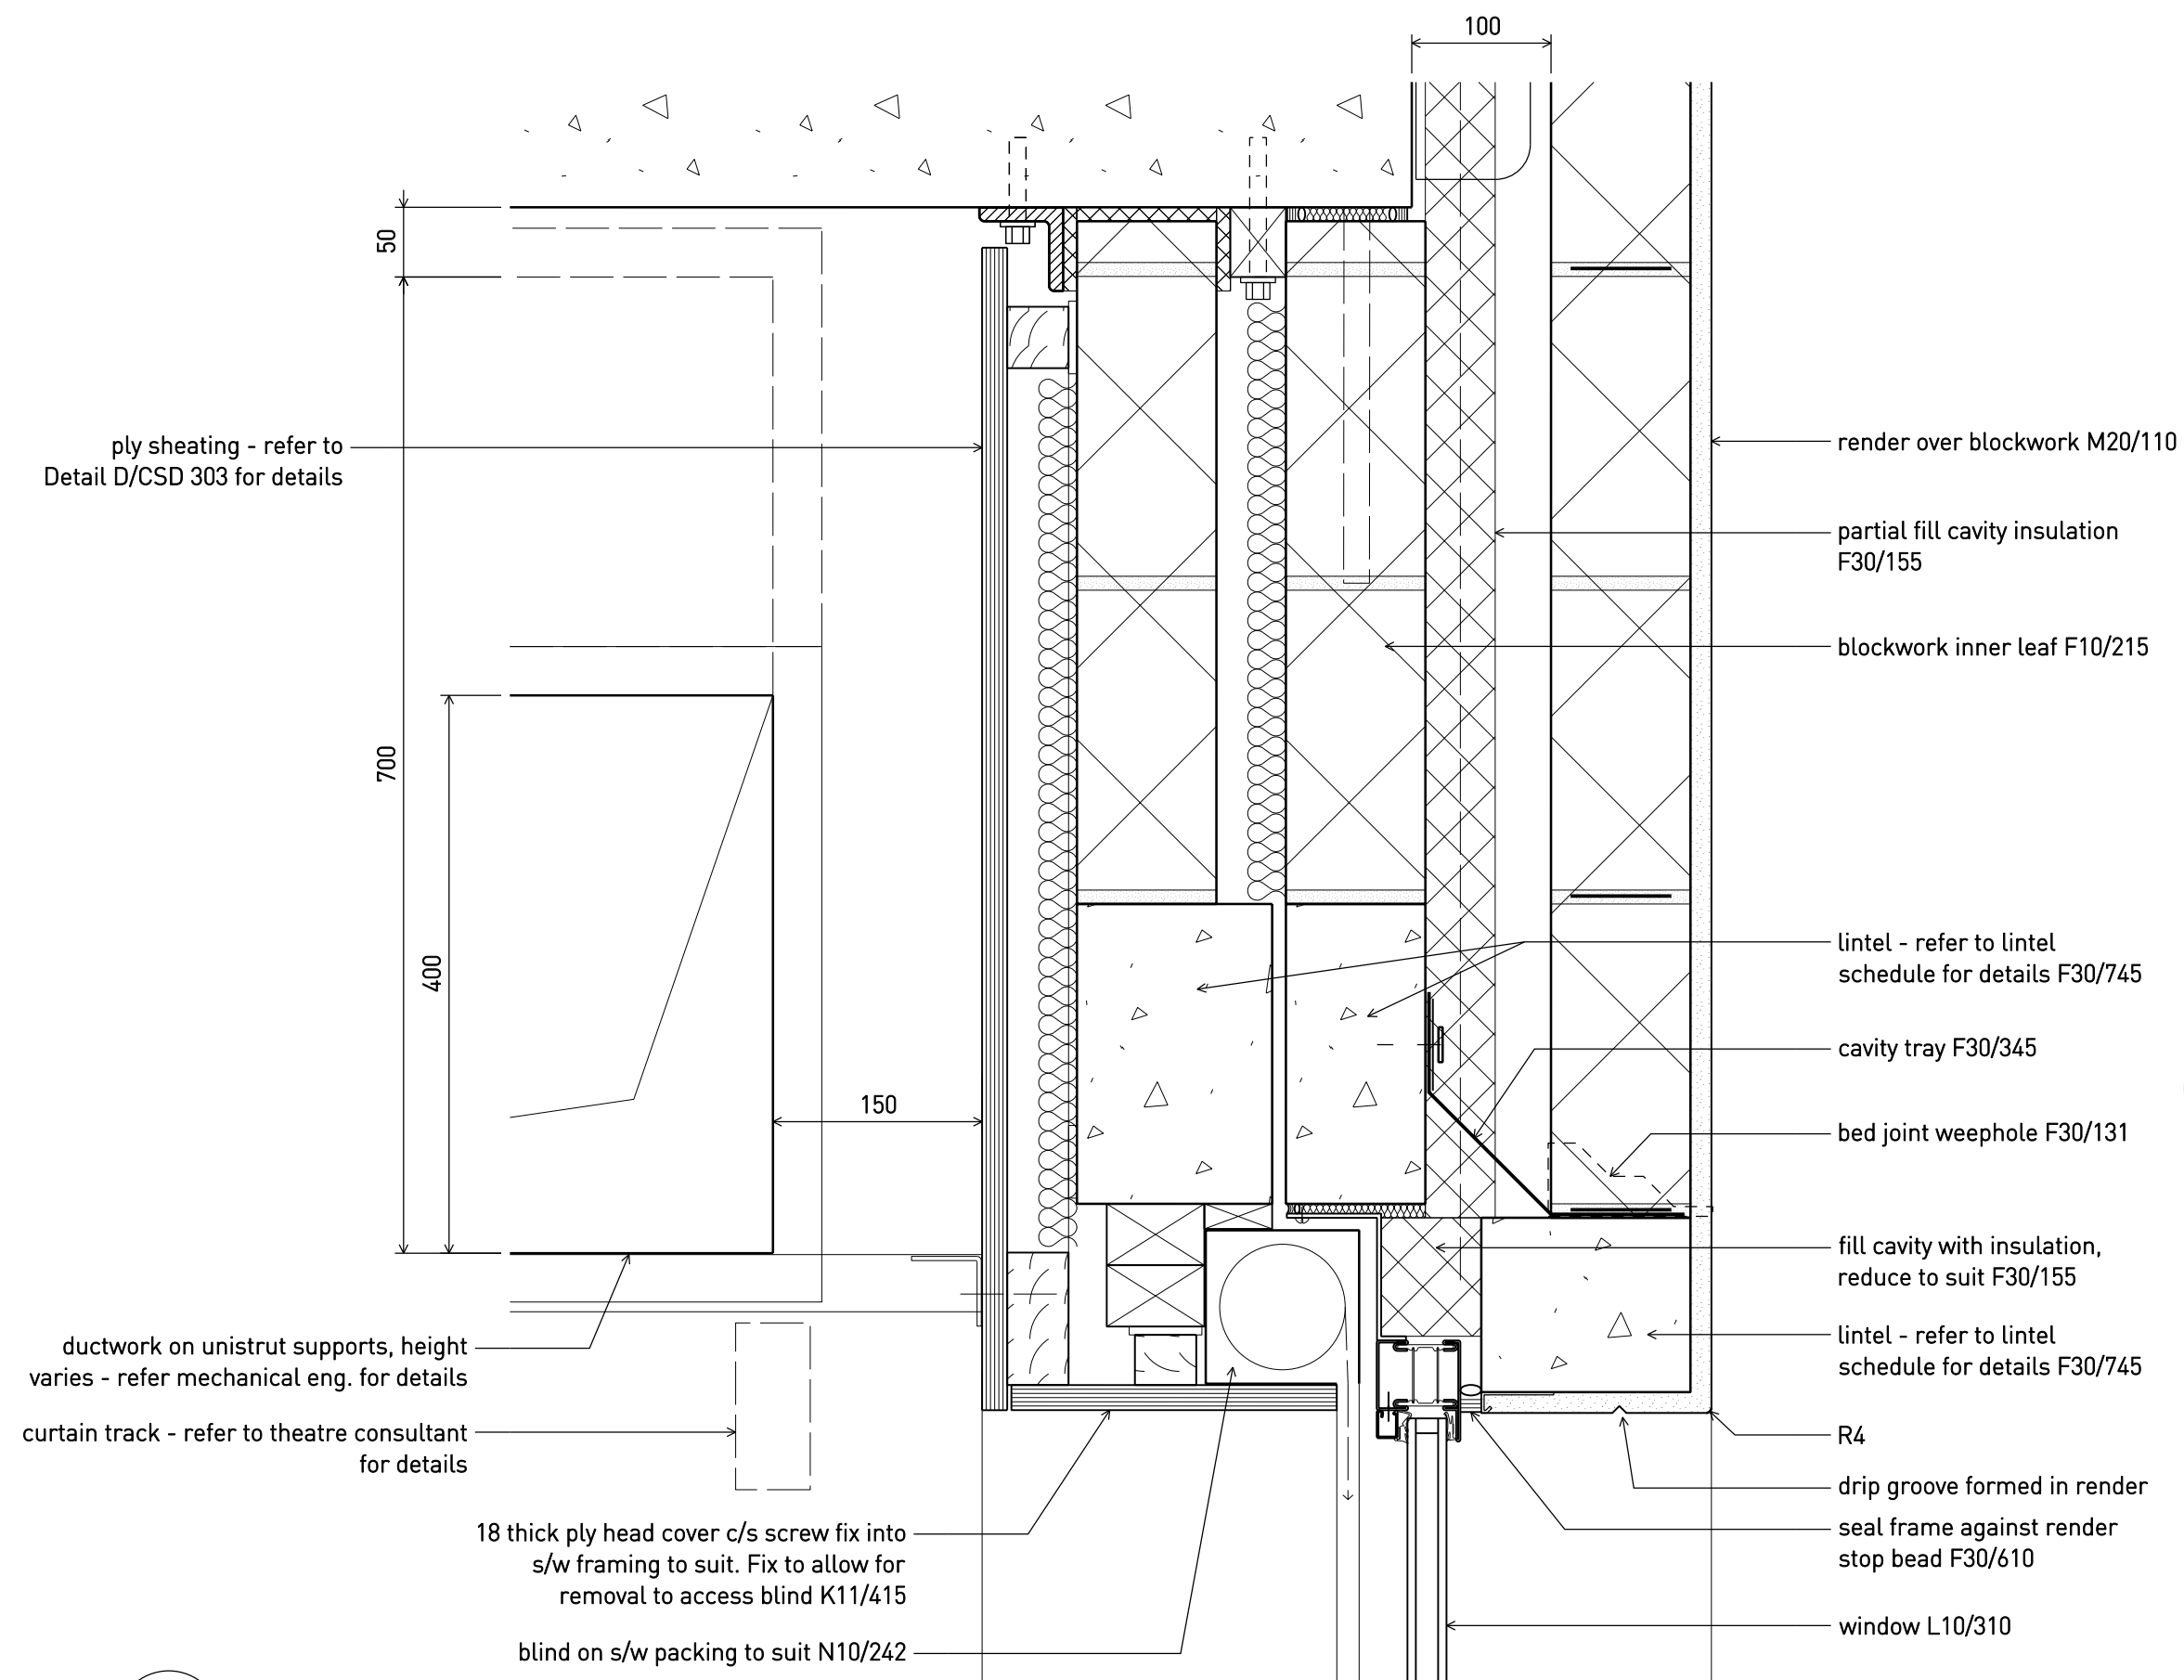 100
50
ply sheating - refer to
Detail D/CSD 303 for details
700
400
150
ductwork on unistrut supports, height
varies - refer mechanical eng. for details
curtain track - refer to theatre consultant
for details
18 thick ply head cover c/s screw fix into
s/w framing to suit. Fix to allow for
removal to access blind K11/415
blind on s/w packing to suit N10/242
render over blockwork M20/110
partial fill cavity insulation
F30/155
blockwork inner leaf F10/215
lintel - refer to lintel
schedule for details F30/745
cavity tray F30/345
bed joint weephole F30/131
fill cavity with insulation,
reduce to suit F30/155
lintel - refer to lintel
schedule for details F30/745
R4
drip groove formed in render
seal frame against render
stop bead F30/610
window L10/310